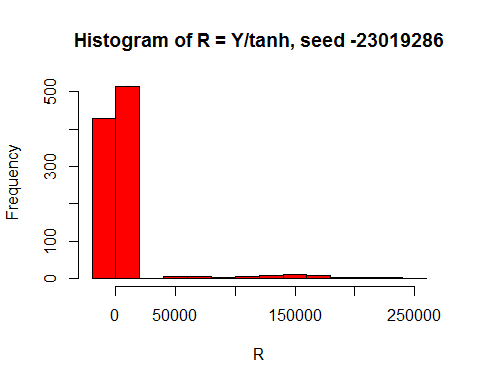 Histogram of R = Y/tanh, seed -23019286
Frequency
500
300
100
0
0
50000
150000
250000
R